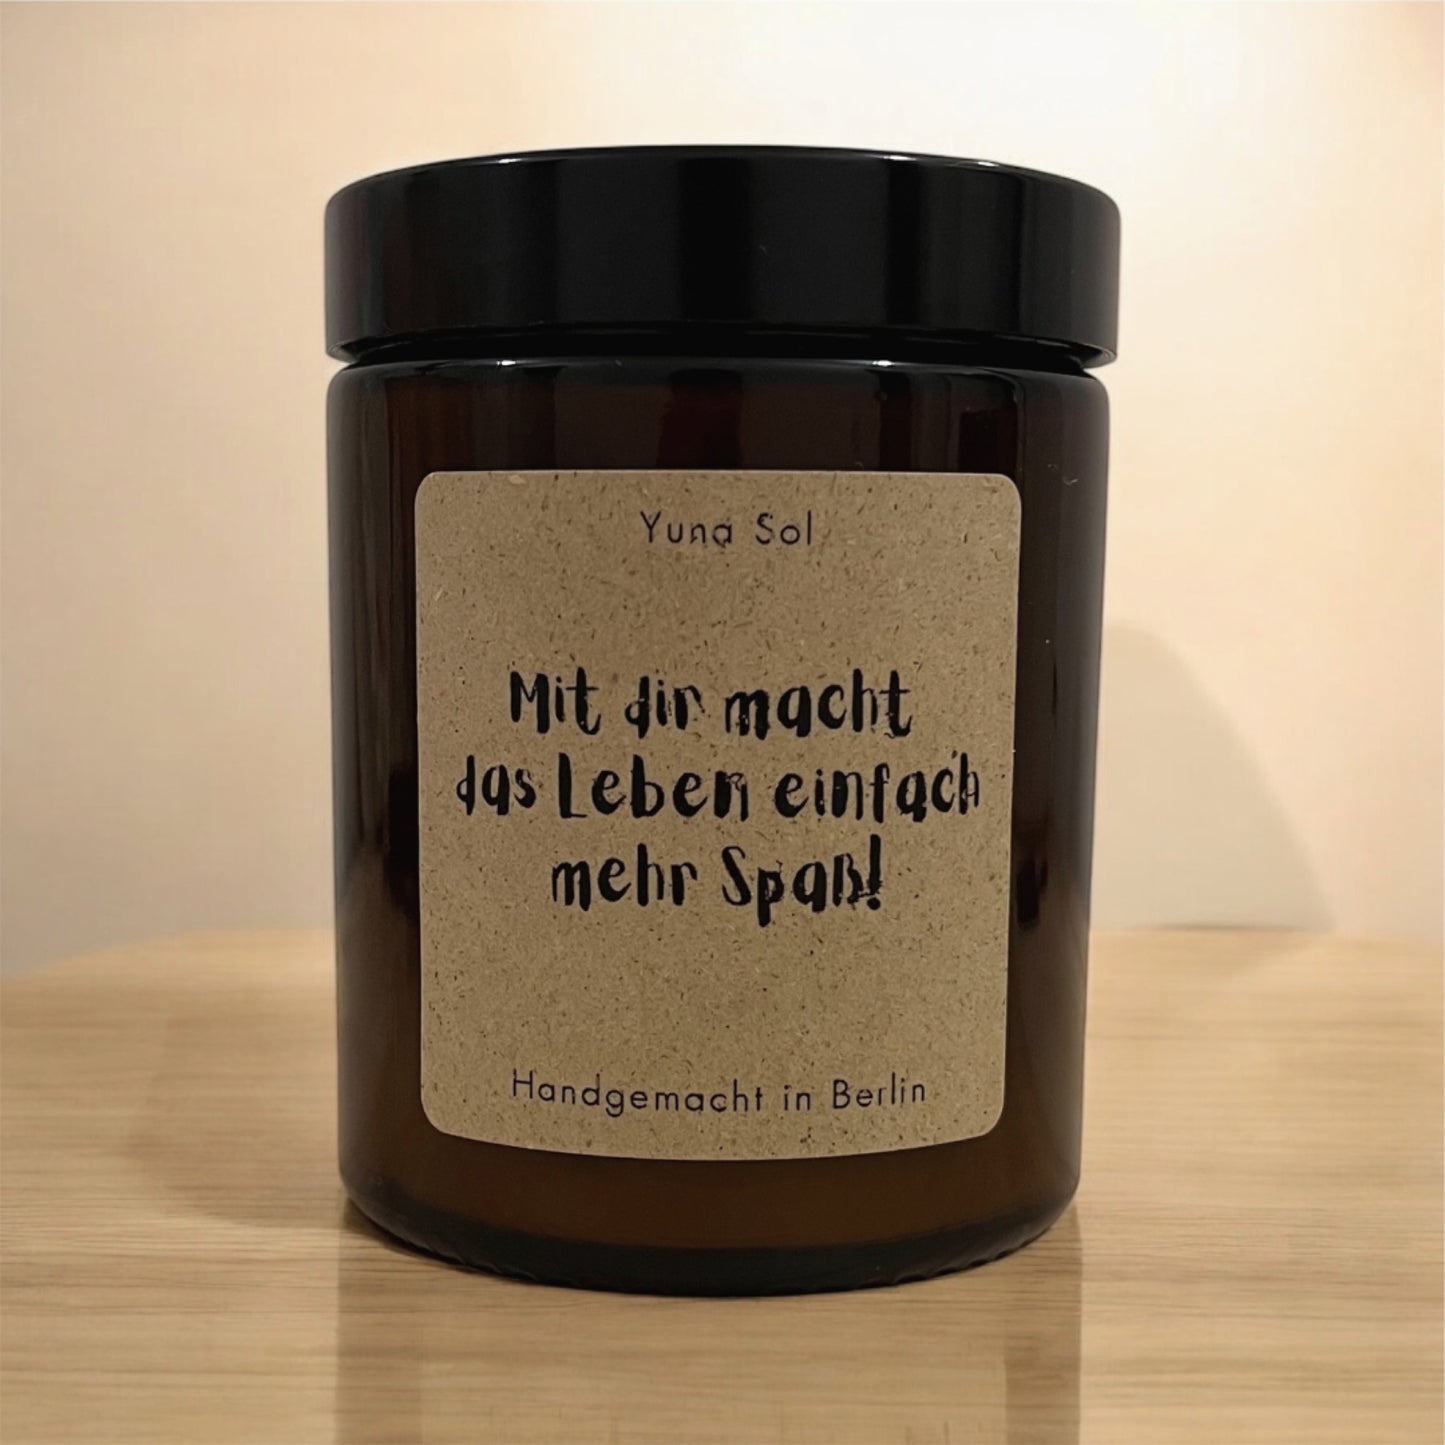 Yuna Sol
Mit dir macht
das Leben einfach
mehr Spaß!
Handgemacht in Berlin